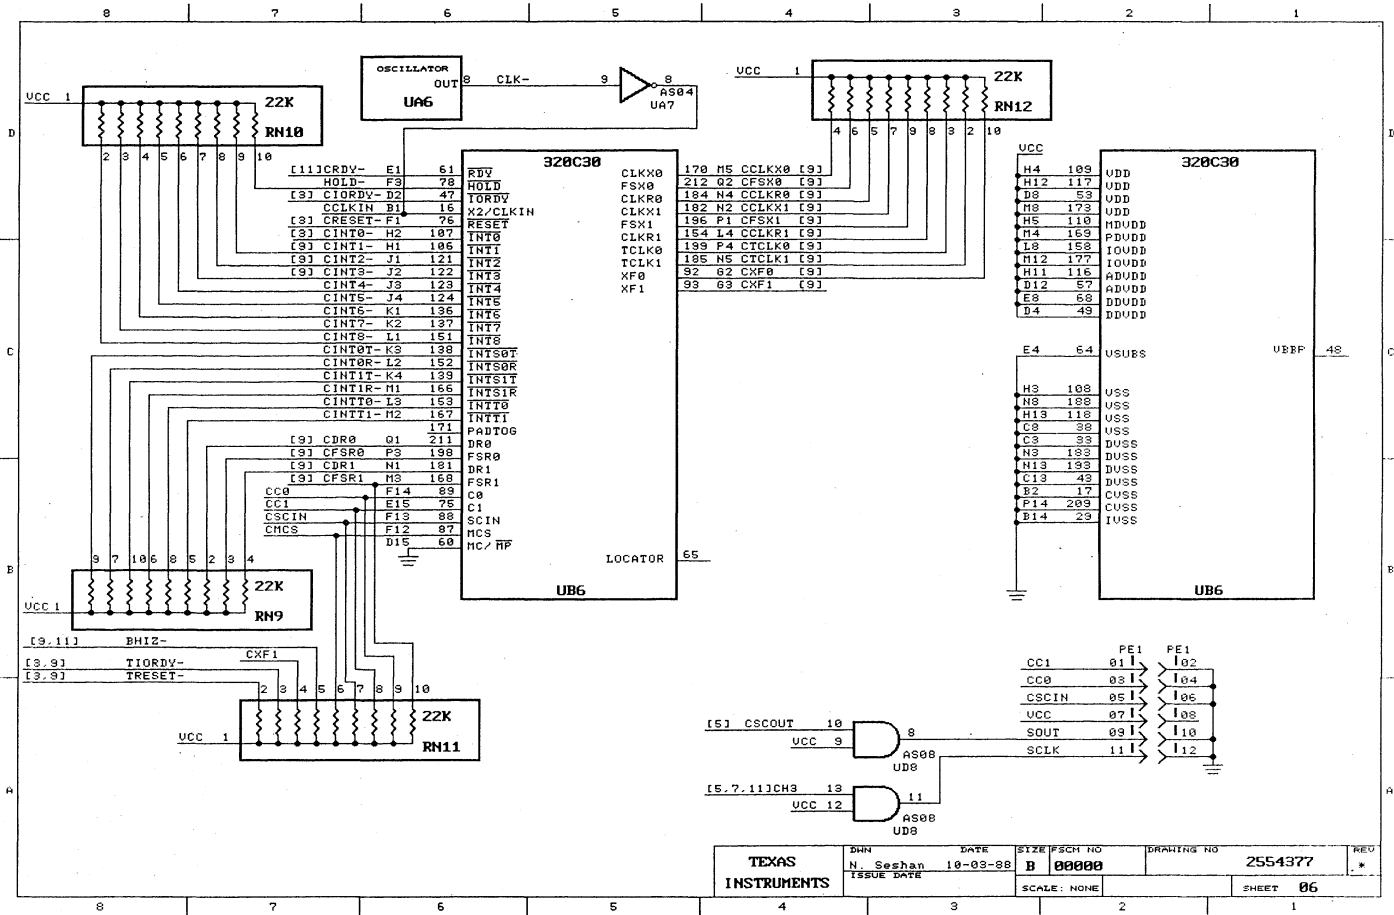 8 7 6 5 4 3 2 1
OSCILLATOR
OUT 8 CLK- 9 8
UA6
AS04
UA7
VCC 1 22K
RN10
2 3 4 5 6 7 8 9 10
VCC 1 22K
RN12
4 6 5 7 9 8 3 2 10
D D
320C30
[11]CRDY- E1 61 RDY
HOLD- F3 78 HOLD
[3] CIORDY- D2 47 IORDY
CCLKIN B1 16 X2/CLKIN
[3] CRESET- F1 76 RESET
[3] CINT0- H2 107 INT0
[9] CINT1- H1 106 INT1
[9] CINT2- J1 121 INT2
[9] CINT3- J2 122 INT3
CINT4- J3 123 INT4
CINT5- J4 124 INT5
CINT6- K1 136 INT6
CINT7- K2 137 INT7
CINT8- L1 151 INT8
CINT0T- K3 138 INTS0T
CINT0R- L2 152 INTS0R
CINT1T- K4 139 INTS1T
CINT1R- M1 166 INTS1R
CINTT0- L3 153 INTT0
CINTT1- M2 167 INTT1
171 PADTOG
[9] CDR0 Q1 211 DR0
[9] CFSR0 P3 198 FSR0
[9] CDR1 N1 181 DR1
[9] CFSR1 M3 168 FSR1
CC0 F14 89 C0
CC1 E15 75 C1
CSCIN F13 88 SCIN
CMCS F12 87 MCS
D15 60 MC/MP
CLKX0 170 M5 CCLKX0 [9]
FSX0 212 Q2 CFSX0 [9]
CLKR0 184 N4 CCLKR0 [9]
CLKX1 182 N2 CCLKX1 [9]
FSX1 196 P1 CFSX1 [9]
CLKR1 154 L4 CCLKR1 [9]
TCLK0 199 P4 CTCLK0 [9]
TCLK1 185 N5 CTCLK1 [9]
XF0 92 G2 CXF0 [9]
XF1 93 G3 CXF1 [9]
LOCATOR 65
UB6
VCC
320C30
H4 109 VDD
H12 117 VDD
D8 53 VDD
M8 173 VDD
H5 110 MDVDD
M4 169 PDVDD
L8 158 IOVDD
M12 177 IOVDD
H11 116 ADVDD
D12 57 ADVDD
E8 68 DDVDD
D4 49 DDVDD
E4 64 VSUBS
VBBP 48
H3 108 VSS
N8 188 VSS
H13 118 VSS
C8 38 VSS
C3 33 DVSS
N3 183 DVSS
N13 193 DVSS
C13 43 DVSS
B2 17 CVSS
P14 209 CVSS
B14 29 IVSS
UB6
C C
9 7 10 6 8 5 2 3 4
22K
VCC 1
RN9
B B
[9,11] BHIZ-
CXF1
[3,9] TIORDY-
[3,9] TRESET-
2 3 4 5 6 7 8 9 10
22K
VCC 1
RN11
PE1 PE1
CC1 01 02
CC0 03 04
CSCIN 05 06
VCC 07 08
SOUT 09 10
SCLK 11 12
[5] CSCOUT 10
VCC 9
8
AS08
UD8
[5,7,11]CH3 13
VCC 12
11
AS08
UD8
A A
TEXAS
INSTRUMENTS
DWN DATE
N. Seshan 10-03-88
ISSUE DATE
SIZE FSCM NO
B 00000
DRAWING NO
2554377
REV
*
SCALE: NONE
SHEET 06
8 7 6 5 4 3 2 1